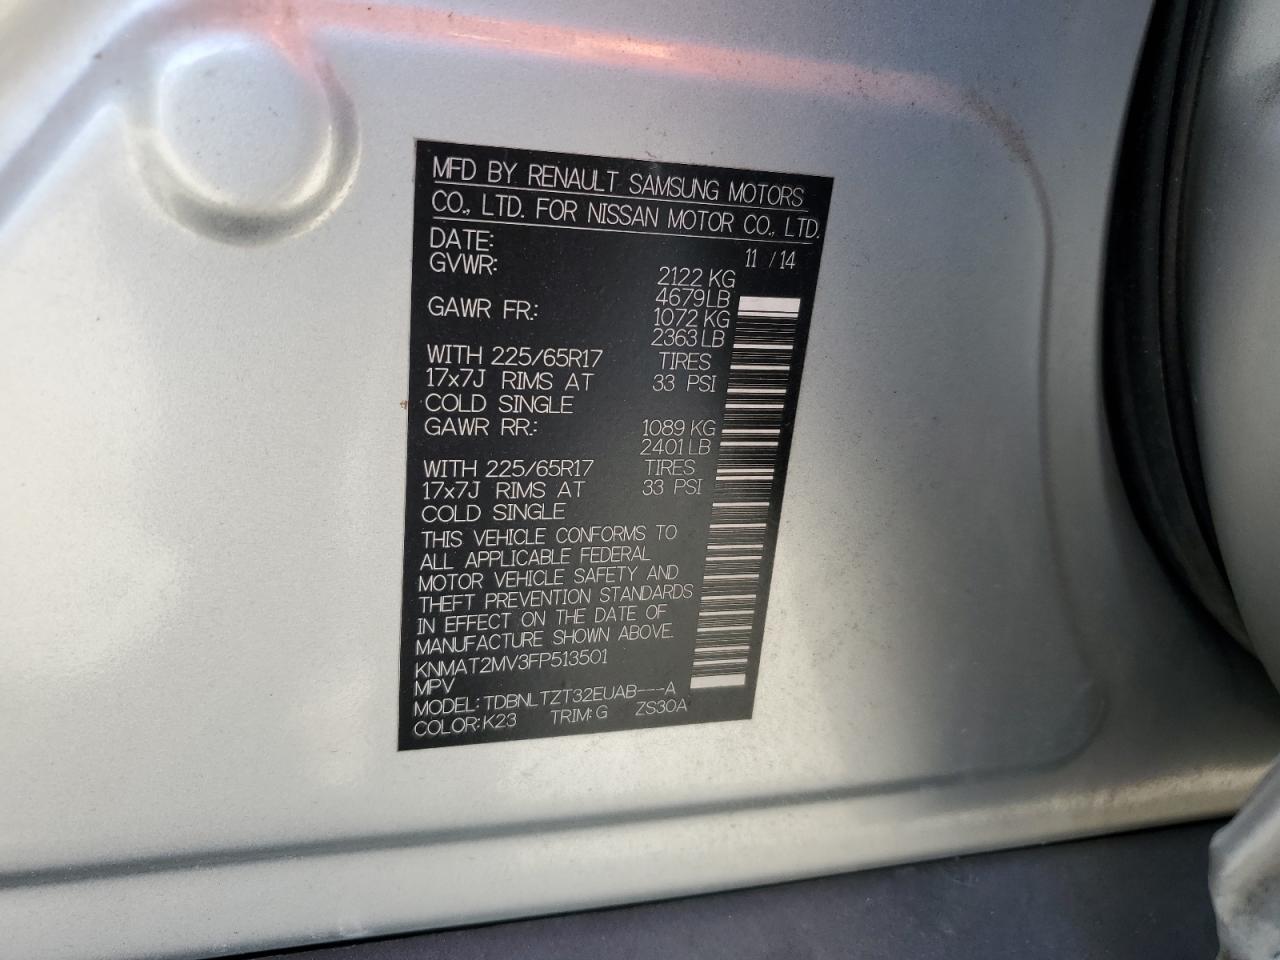 MFD BY RENAULT SAMSUNG MOTORS
CO., LTD. FOR NISSAN MOTOR CO., LTD.
DATE: 11 / 14
GVWR: 2122 KG
4679 LB
GAWR FR: 1072 KG
2363 LB
WITH 225/65R17 TIRES
17x7J RIMS AT 33 PSI
COLD SINGLE
GAWR RR: 1089 KG
2401 LB
WITH 225/65R17 TIRES
17x7J RIMS AT 33 PSI
COLD SINGLE
THIS VEHICLE CONFORMS TO
ALL APPLICABLE FEDERAL
MOTOR VEHICLE SAFETY AND
THEFT PREVENTION STANDARDS
IN EFFECT ON THE DATE OF
MANUFACTURE SHOWN ABOVE.
KNMAT2MV3FP513501
MPV
MODEL: TDBNLTZT32EUAB---A
COLOR: K23 TRIM: G ZS30A